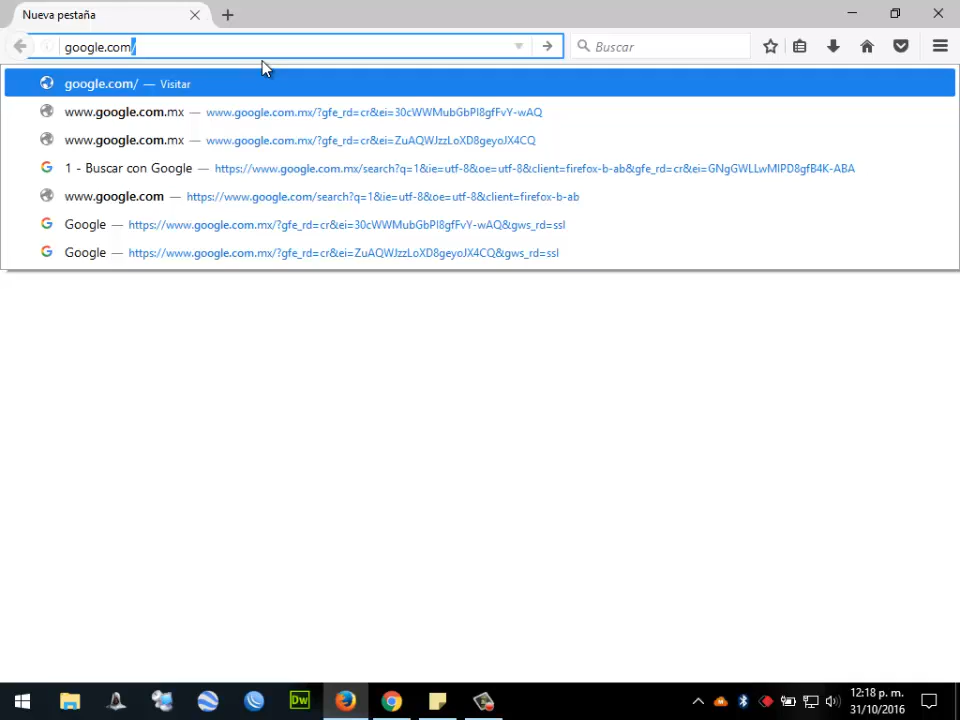 Nueva pestaña
google.com/
Buscar
google.com/ — Visitar
www.google.com.mx — www.google.com.mx/?gfe_rd=cr&ei=30cWWMubGbPI8gfFvY-wAQ
www.google.com.mx — www.google.com.mx/?gfe_rd=cr&ei=ZuAQWJzzLoXD8geyoJX4CQ
1 - Buscar con Google — https://www.google.com.mx/search?q=1&ie=utf-8&oe=utf-8&client=firefox-b-ab&gfe_rd=cr&ei=GNgGWLLwMIPD8gfB4K-ABA
www.google.com — https://www.google.com/search?q=1&ie=utf-8&oe=utf-8&client=firefox-b-ab
Google — https://www.google.com.mx/?gfe_rd=cr&ei=30cWWMubGbPI8gfFvY-wAQ&gws_rd=ssl
Google — https://www.google.com.mx/?gfe_rd=cr&ei=ZuAQWJzzLoXD8geyoJX4CQ&gws_rd=ssl
Dw
12:18 p. m.
31/10/2016